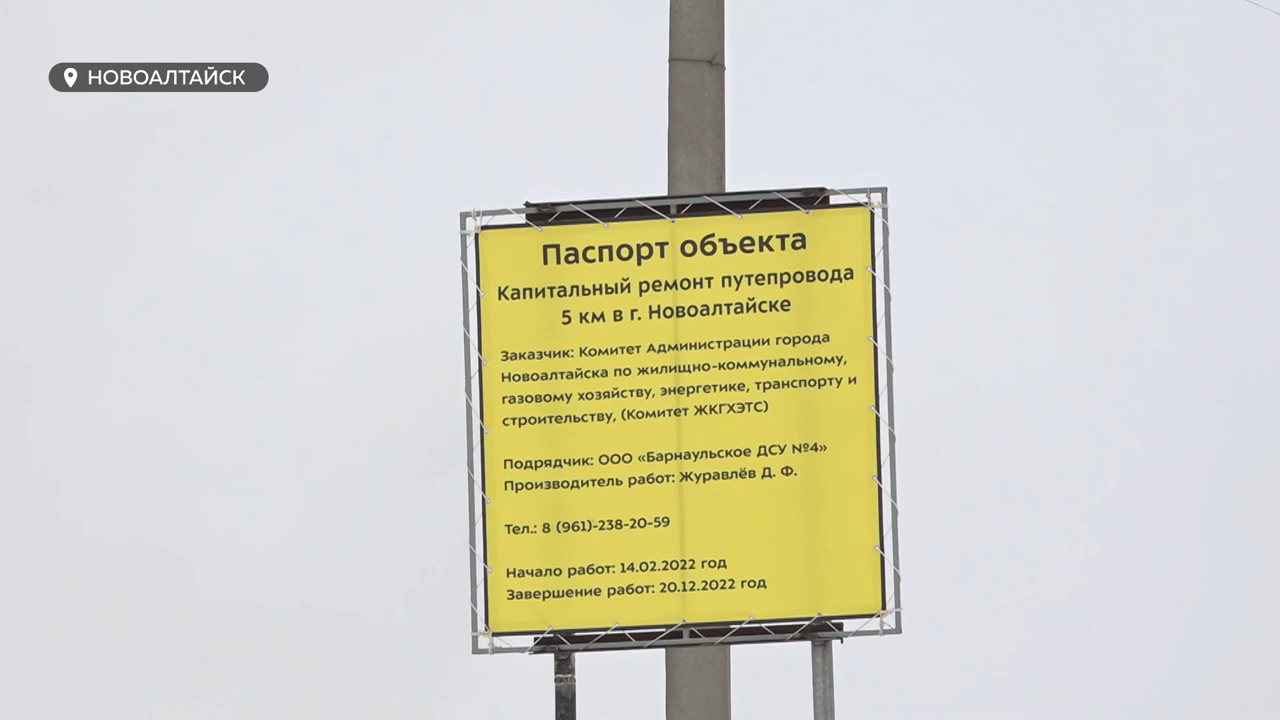 НОВОАЛТАЙСК
Паспорт объекта
Капитальный ремонт путепровода
5 км в г. Новоалтайске
Заказчик: Комитет Администрации города
Новоалтайска по жилищно-коммунальному,
газовому хозяйству, энергетике, транспорту и
строительству, (Комитет ЖКГХЭТС)
Подрядчик: ООО «Барнаульское ДСУ №4»
Производитель работ: Журавлёв Д. Ф.
Тел.: 8 (961)-238-20-59
Начало работ: 14.02.2022 год
Завершение работ: 20.12.2022 год